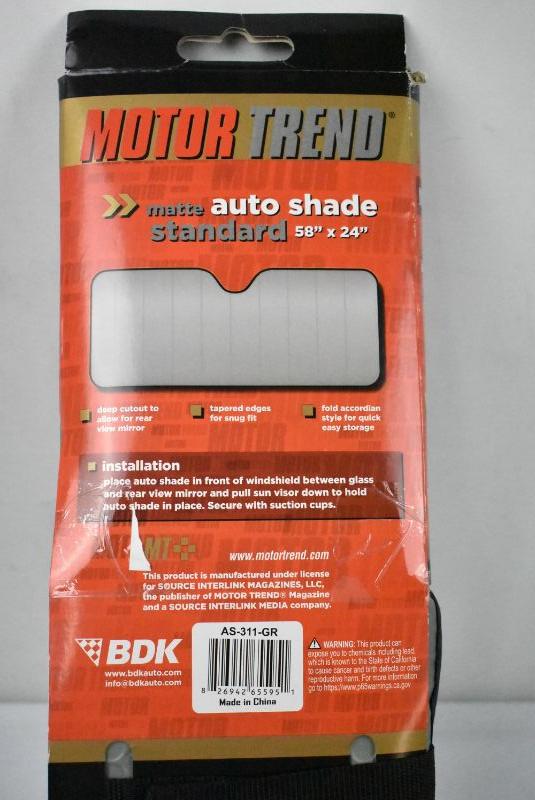 MOTOR TREND®
matte auto shade
standard 58" x 24"
deep cutout to
allow for rear
view mirror
tapered edges
for snug fit
fold accordian
style for quick
easy storage
installation
place auto shade in front of windshield between glass
and rear view mirror and pull sun visor down to hold
auto shade in place. Secure with suction cups.
MT
www.motortrend.com
This product is manufactured under license
for SOURCE INTERLINK MAGAZINES, LLC,
the publisher of MOTOR TREND® Magazine
and a SOURCE INTERLINK MEDIA company.
BDK
www.bdkauto.com
info@bdkauto.com
AS-311-GR
8 26942 65595 1
Made in China
WARNING: This product can
expose you to chemicals including lead,
which is known to the State of California
to cause cancer and birth defects or other
reproductive harm. For more information
go to https://www.p65warnings.ca.gov